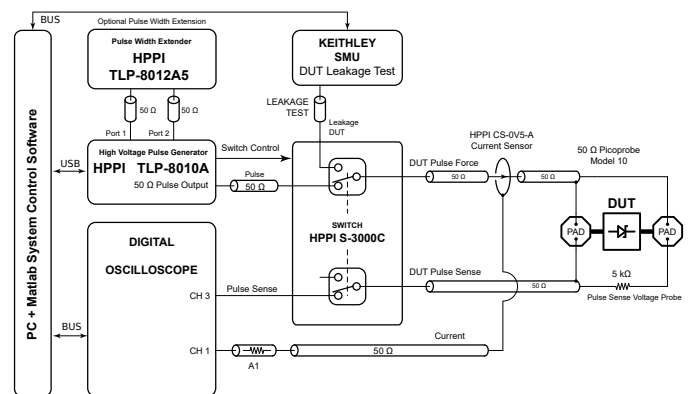 BUS
Optional Pulse Width Extension
Pulse Width Extender
HPPI
TLP-8012A5
50 Ω
50 Ω
Port 1
Port 2
KEITHLEY
SMU
DUT Leakage Test
LEAKAGE
TEST
Leakage
DUT
USB
High Voltage Pulse Generator
HPPI TLP-8010A
50 Ω Pulse Output
Switch Control
Pulse
50 Ω
SWITCH
HPPI S-3000C
DUT Pulse Force
50 Ω
HPPI CS-0V5-A
Current Sensor
50 Ω
50 Ω Picoprobe
Model 10
DUT
PAD
PAD
DUT Pulse Sense
50 Ω
5 kΩ
Pulse Sense Voltage Probe
DIGITAL
OSCILLOSCOPE
CH 3
Pulse Sense
BUS
CH 1
A1
50 Ω
Current
PC + Matlab System Control Software